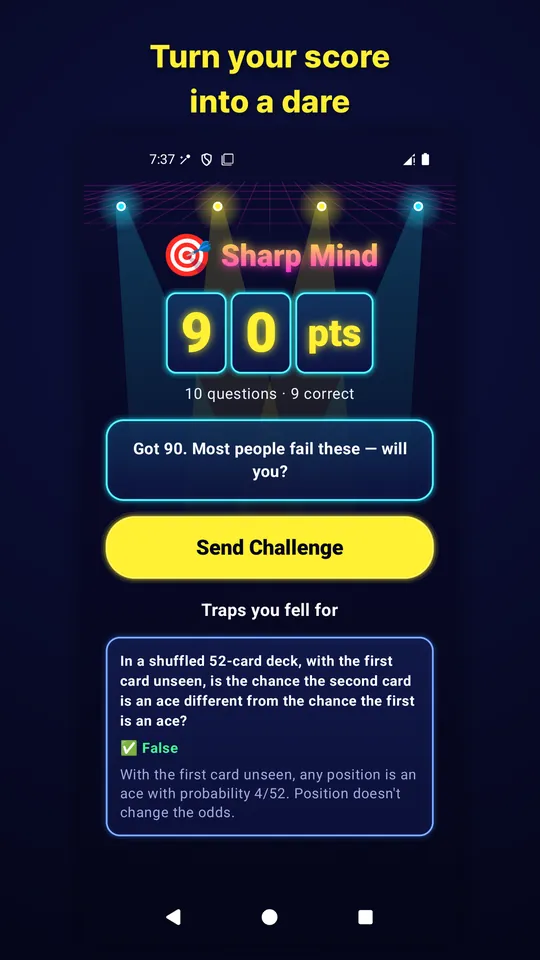 Turn your score
into a dare
7:37
Sharp Mind
9 0 pts
10 questions · 9 correct
Got 90. Most people fail these — will
you?
Send Challenge
Traps you fell for
In a shuffled 52-card deck, with the first
card unseen, is the chance the second card
is an ace different from the chance the first
is an ace?
✅ False
With the first card unseen, any position is an
ace with probability 4/52. Position doesn't
change the odds.